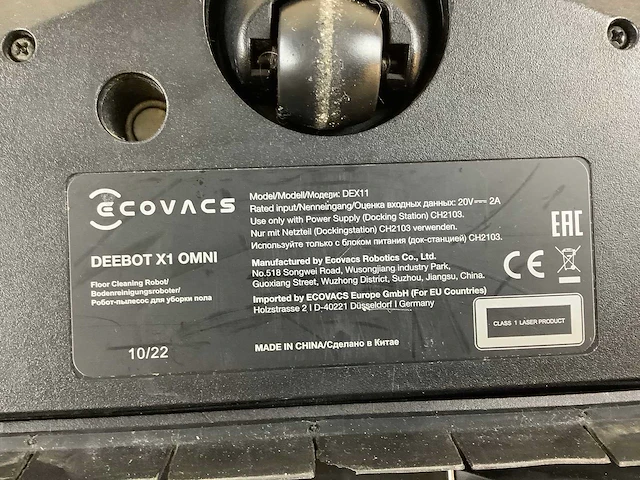 ECOVACS
DEEBOT X1 OMNI
Floor Cleaning Robot/
Bodenreinigungsroboter/
Робот-пылесос для уборки пола
10/22
Model/Modell/Модель: DEX11
Rated input/Nenneingang/Оценка входных данных: 20V⎓ 2A
Use only with Power Supply (Docking Station) CH2103.
Nur mit Netzteil (Dockingstation) CH2103 verwenden.
Используйте только с блоком питания (док-станцией) CH2103.
Manufactured by Ecovacs Robotics Co., Ltd.
No.518 Songwei Road, Wusongjiang industry Park,
Guoxiang Street, Wuzhong District, Suzhou, Jiangsu, China.
Imported by ECOVACS Europe GmbH (For EU Countries)
Holzstrasse 2 I D-40221 Düsseldorf I Germany
MADE IN CHINA/Сделано в Китае
EAC
CE
CLASS 1 LASER PRODUCT